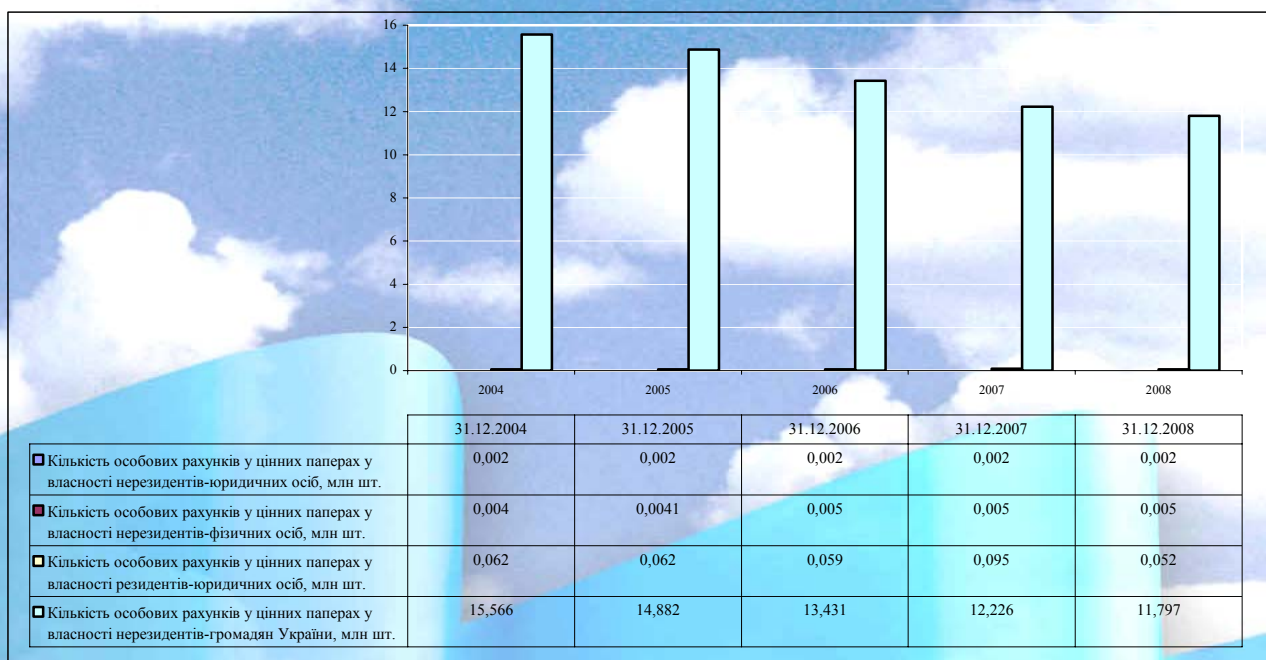 16
14
12
10
8
6
4
2
0
2004 2005 2006 2007 2008
31.12.2004 31.12.2005 31.12.2006 31.12.2007 31.12.2008
Кількість особових рахунків у цінних паперах у
власності нерезидентів-юридичних осіб, млн шт.
0,002 0,002 0,002 0,002 0,002
Кількість особових рахунків у цінних паперах у
власності нерезидентів-фізичних осіб, млн шт.
0,004 0,0041 0,005 0,005 0,005
Кількість особових рахунків у цінних паперах у
власності резидентів-юридичних осіб, млн шт.
0,062 0,062 0,059 0,095 0,052
Кількість особових рахунків у цінних паперах у
власності нерезидентів-громадян України, млн шт.
15,566 14,882 13,431 12,226 11,797